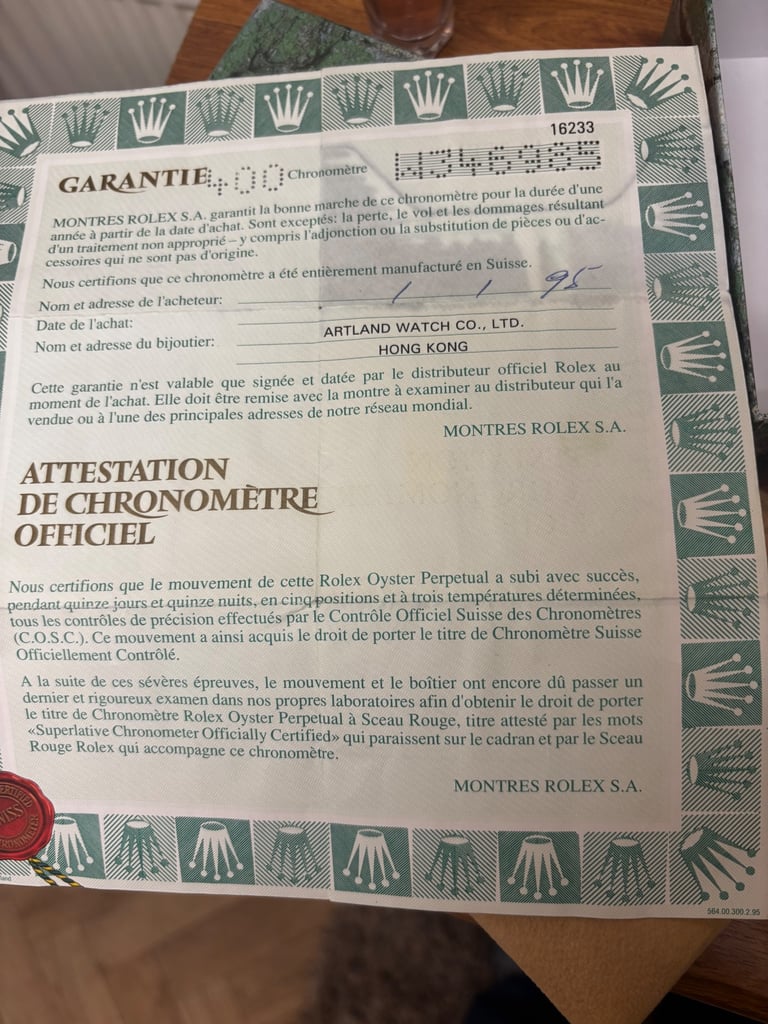 16233
GARANTIE 400 Chronomètre W346985
MONTRES ROLEX S.A. garantit la bonne marche de ce chronomètre pour la durée d'une
année à partir de la date d'achat. Sont exceptés: la perte, le vol et les dommages résultant
d'un traitement non approprié – y compris l'adjonction ou la substitution de pièces ou d'ac-
cessoires qui ne sont pas d'origine.
Nous certifions que ce chronomètre a été entièrement manufacturé en Suisse.
Nom et adresse de l'acheteur: / / 95
Date de l'achat:
Nom et adresse du bijoutier: ARTLAND WATCH CO., LTD.
HONG KONG
Cette garantie n'est valable que signée et datée par le distributeur officiel Rolex au
moment de l'achat. Elle doit être remise avec la montre à examiner au distributeur qui l'a
vendue ou à l'une des principales adresses de notre réseau mondial.
MONTRES ROLEX S.A.
ATTESTATION
DE CHRONOMÈTRE
OFFICIEL
Nous certifions que le mouvement de cette Rolex Oyster Perpetual a subi avec succès,
pendant quinze jours et quinze nuits, en cinq positions et à trois températures déterminées,
tous les contrôles de précision effectués par le Contrôle Officiel Suisse des Chronomètres
(C.O.S.C.). Ce mouvement a ainsi acquis le droit de porter le titre de Chronomètre Suisse
Officiellement Contrôlé.
A la suite de ces sévères épreuves, le mouvement et le boîtier ont encore dû passer un
dernier et rigoureux examen dans nos propres laboratoires afin d'obtenir le droit de porter
le titre de Chronomètre Rolex Oyster Perpetual à Sceau Rouge, titre attesté par les mots
«Superlative Chronometer Officially Certified» qui paraissent sur le cadran et par le Sceau
Rouge Rolex qui accompagne ce chronomètre.
MONTRES ROLEX S.A.
564.00.300.2.95